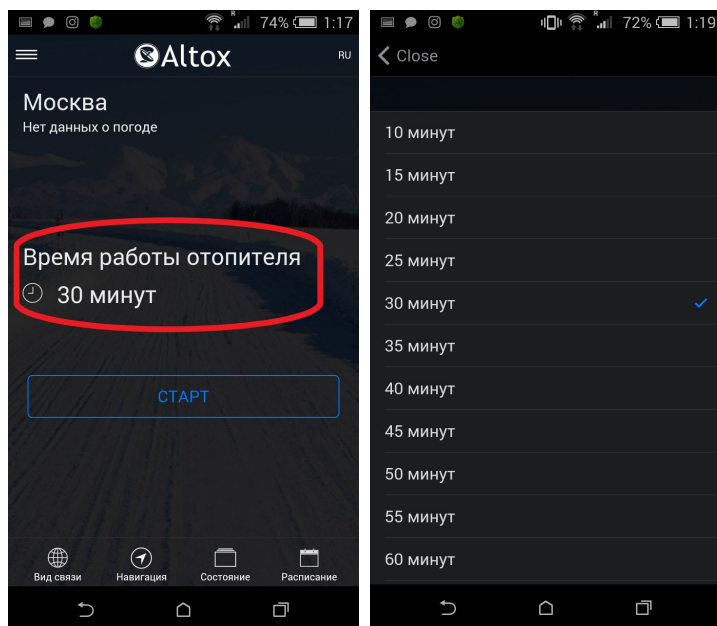 R
74% 1:17
Altox
RU
Москва
Нет данных о погоде
Время работы отопителя
30 минут
СТАРТ
Вид связи
Навигация
Состояние
Расписание
R
72% 1:19
Close
10 минут
15 минут
20 минут
25 минут
30 минут
35 минут
40 минут
45 минут
50 минут
55 минут
60 минут